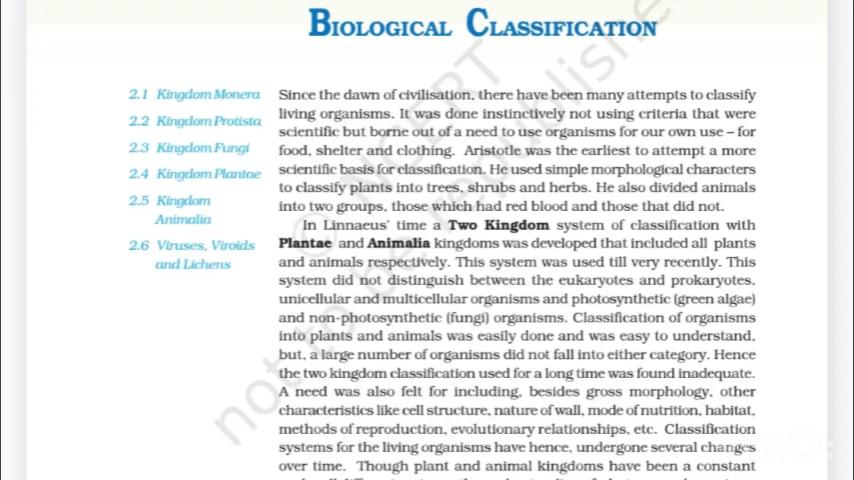 BIOLOGICAL CLASSIFICATION
2.1 Kingdom Monera
2.2 Kingdom Protista
2.3 Kingdom Fungi
2.4 Kingdom Plantae
2.5 Kingdom
Animalia
2.6 Viruses, Viroids
and Lichens
Since the dawn of civilisation, there have been many attempts to classify
living organisms. It was done instinctively not using criteria that were
scientific but borne out of a need to use organisms for our own use – for
food, shelter and clothing. Aristotle was the earliest to attempt a more
scientific basis for classification. He used simple morphological characters
to classify plants into trees, shrubs and herbs. He also divided animals
into two groups, those which had red blood and those that did not.
In Linnaeus' time a Two Kingdom system of classification with
Plantae and Animalia kingdoms was developed that included all plants
and animals respectively. This system was used till very recently. This
system did not distinguish between the eukaryotes and prokaryotes,
unicellular and multicellular organisms and photosynthetic (green algae)
and non-photosynthetic (fungi) organisms. Classification of organisms
into plants and animals was easily done and was easy to understand,
but, a large number of organisms did not fall into either category. Hence
the two kingdom classification used for a long time was found inadequate.
A need was also felt for including, besides gross morphology, other
characteristics like cell structure, nature of wall, mode of nutrition, habitat,
methods of reproduction, evolutionary relationships, etc. Classification
systems for the living organisms have hence, undergone several changes
over time. Though plant and animal kingdoms have been a constant
© NCERT
not to be republished